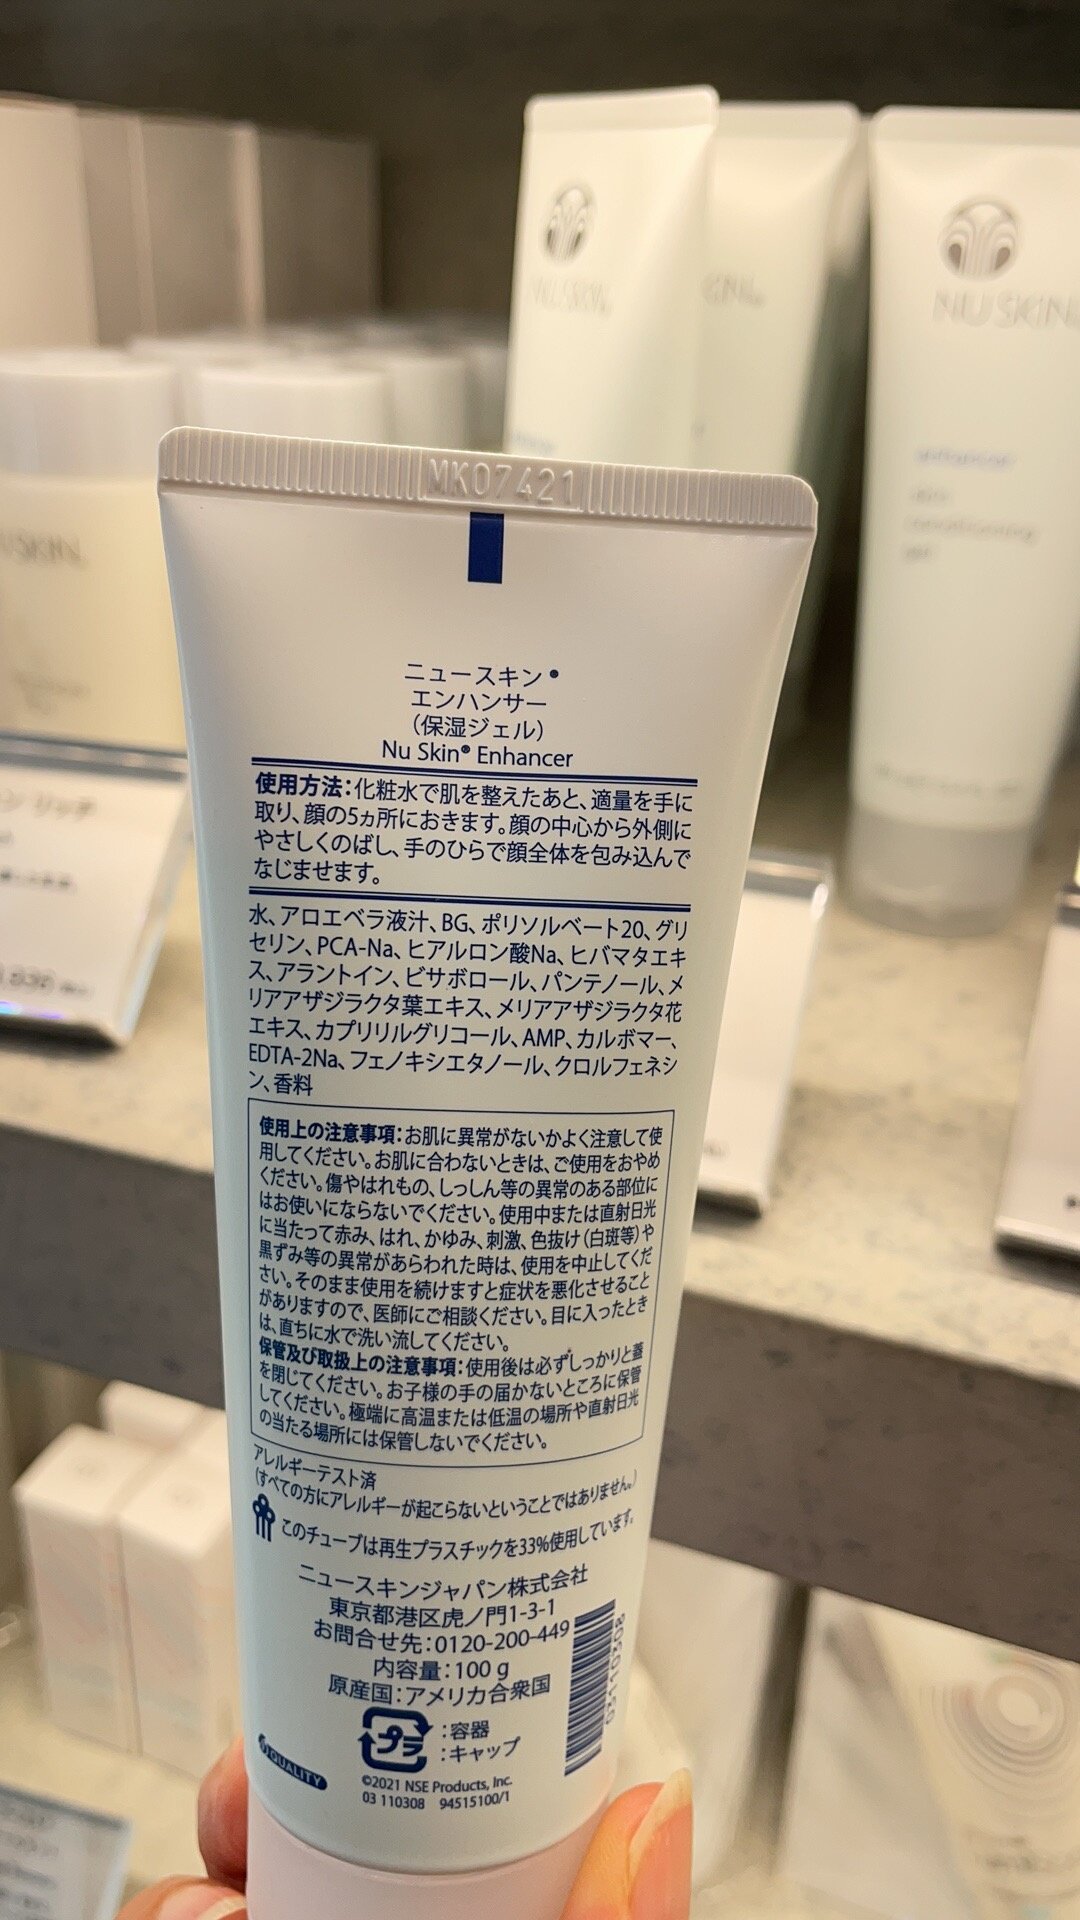 NU SKIN
NU SKIN
MK07421
ニュースキン®
エンハンサー
(保湿ジェル)
Nu Skin® Enhancer
使用方法:化粧水で肌を整えたあと、適量を手に
取り、顔の5ヵ所におきます。顔の中心から外側に
やさしくのばし、手のひらで顔全体を包み込んで
なじませます。
水、アロエベラ液汁、BG、ポリソルベート20、グリ
セリン、PCA-Na、ヒアルロン酸Na、ヒバマタエキ
ス、アラントイン、ビサボロール、パンテノール、メ
リアアザジラクタ葉エキス、メリアアザジラクタ花
エキス、カプリリルグリコール、AMP、カルボマー、
EDTA-2Na、フェノキシエタノール、クロルフェネシ
ン、香料
使用上の注意事項:お肌に異常がないかよく注意して使
用してください。お肌に合わないときは、ご使用をおやめ
ください。傷やはれもの、しっしん等の異常のある部位に
はお使いにならないでください。使用中または直射日光
に当たって赤み、はれ、かゆみ、刺激、色抜け(白斑等)や
黒ずみ等の異常があらわれた時は、使用を中止してくだ
さい。そのまま使用を続けますと症状を悪化させること
がありますので、医師にご相談ください。目に入ったとき
は、直ちに水で洗い流してください。
保管及び取扱上の注意事項:使用後は必ずしっかりと蓋
を閉じてください。お子様の手の届かないところに保管
してください。極端に高温または低温の場所や直射日光
の当たる場所には保管しないでください。
アレルギーテスト済
(すべての方にアレルギーが起こらないということではありません。)
このチューブは再生プラスチックを33%使用しています。
ニュースキンジャパン株式会社
東京都港区虎ノ門1-3-1
お問合せ先:0120-200-449
内容量:100 g
原産国:アメリカ合衆国
プラ
:容器
:キャップ
QUALITY
©2021 NSE Products, Inc.
03 110308 94515100/1
03110308